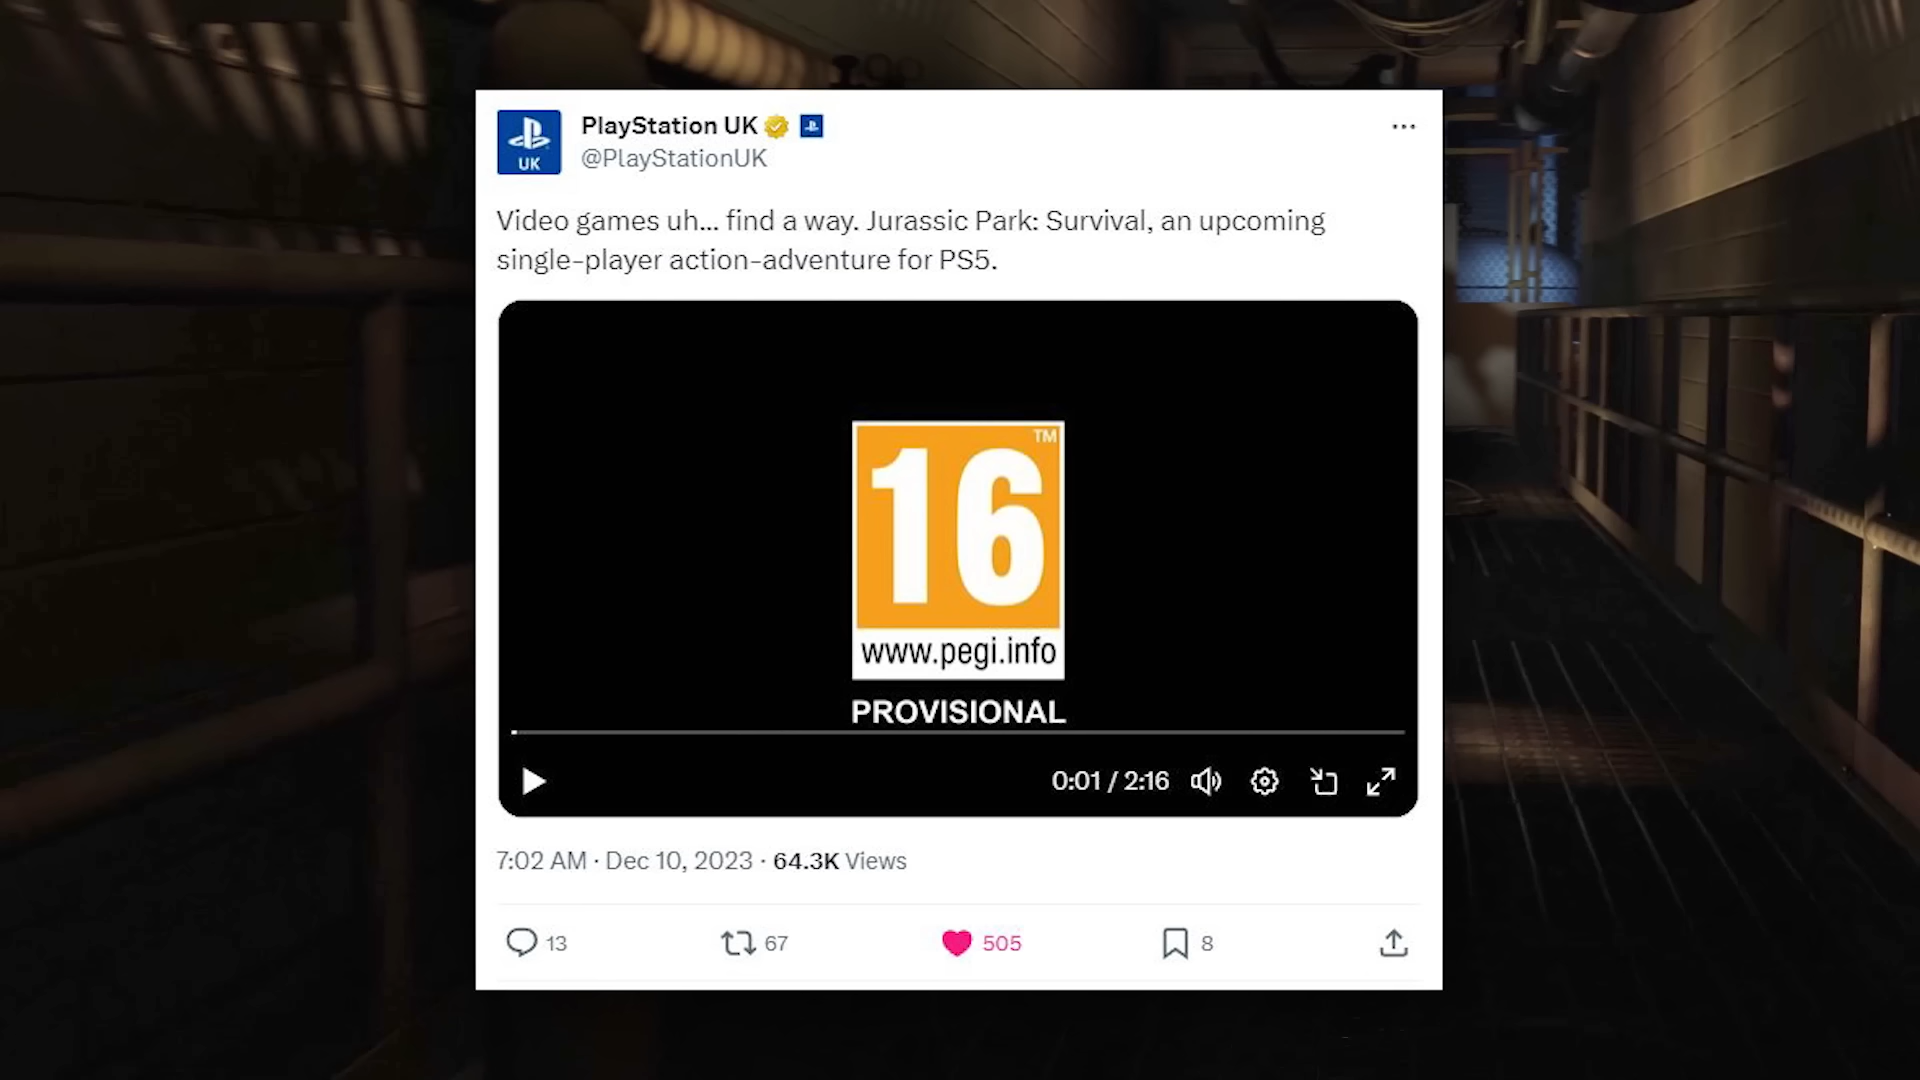 PlayStation UK
@PlayStationUK
UK
Video games uh... find a way. Jurassic Park: Survival, an upcoming
single-player action-adventure for PS5.
16 TM
www.pegi.info
PROVISIONAL
0:01 / 2:16
7:02 AM · Dec 10, 2023 · 64.3K Views
13 67 505 8